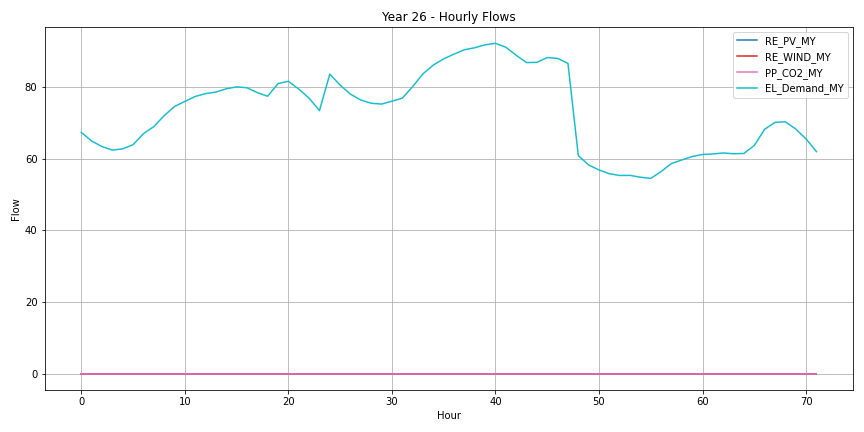 Year 26 - Hourly Flows
RE_PV_MY
RE_WIND_MY
PP_CO2_MY
EL_Demand_MY
Flow
80
60
40
20
0
0 10 20 30 40 50 60 70
Hour